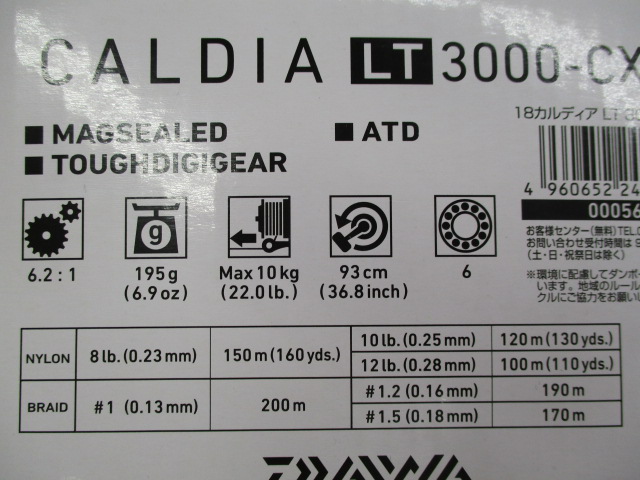 CALDIA LT 3000-CX
18カルディア LT 30
■ MAGSEALED ■ ATD
■ TOUGHDIGIGEAR
4 960652 24
00056
お客様センター(無料)TEL.0
お問い合わせ受付時間は 9
(土・日・祝祭日は除く)
※環境に配慮してダンボー
います。地域のルール
クルにご協力をお願い
g
6.2 : 1
195 g
(6.9 oz)
Max 10 kg
(22.0 lb.)
93 cm
(36.8 inch)
6
NYLON 8 lb. (0.23 mm) 150 m (160 yds.) 10 lb. (0.25 mm) 120 m (130 yds.)
12 lb. (0.28 mm) 100 m (110 yds.)
BRAID #1 (0.13 mm) 200 m #1.2 (0.16 mm) 190 m
#1.5 (0.18 mm) 170 m
DAIWA